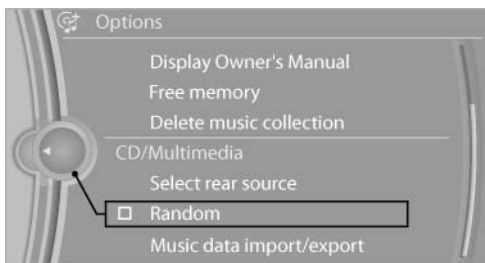 Options
Display Owner's Manual
Free memory
Delete music collection
CD/Multimedia
Select rear source
Random
Music data import/export